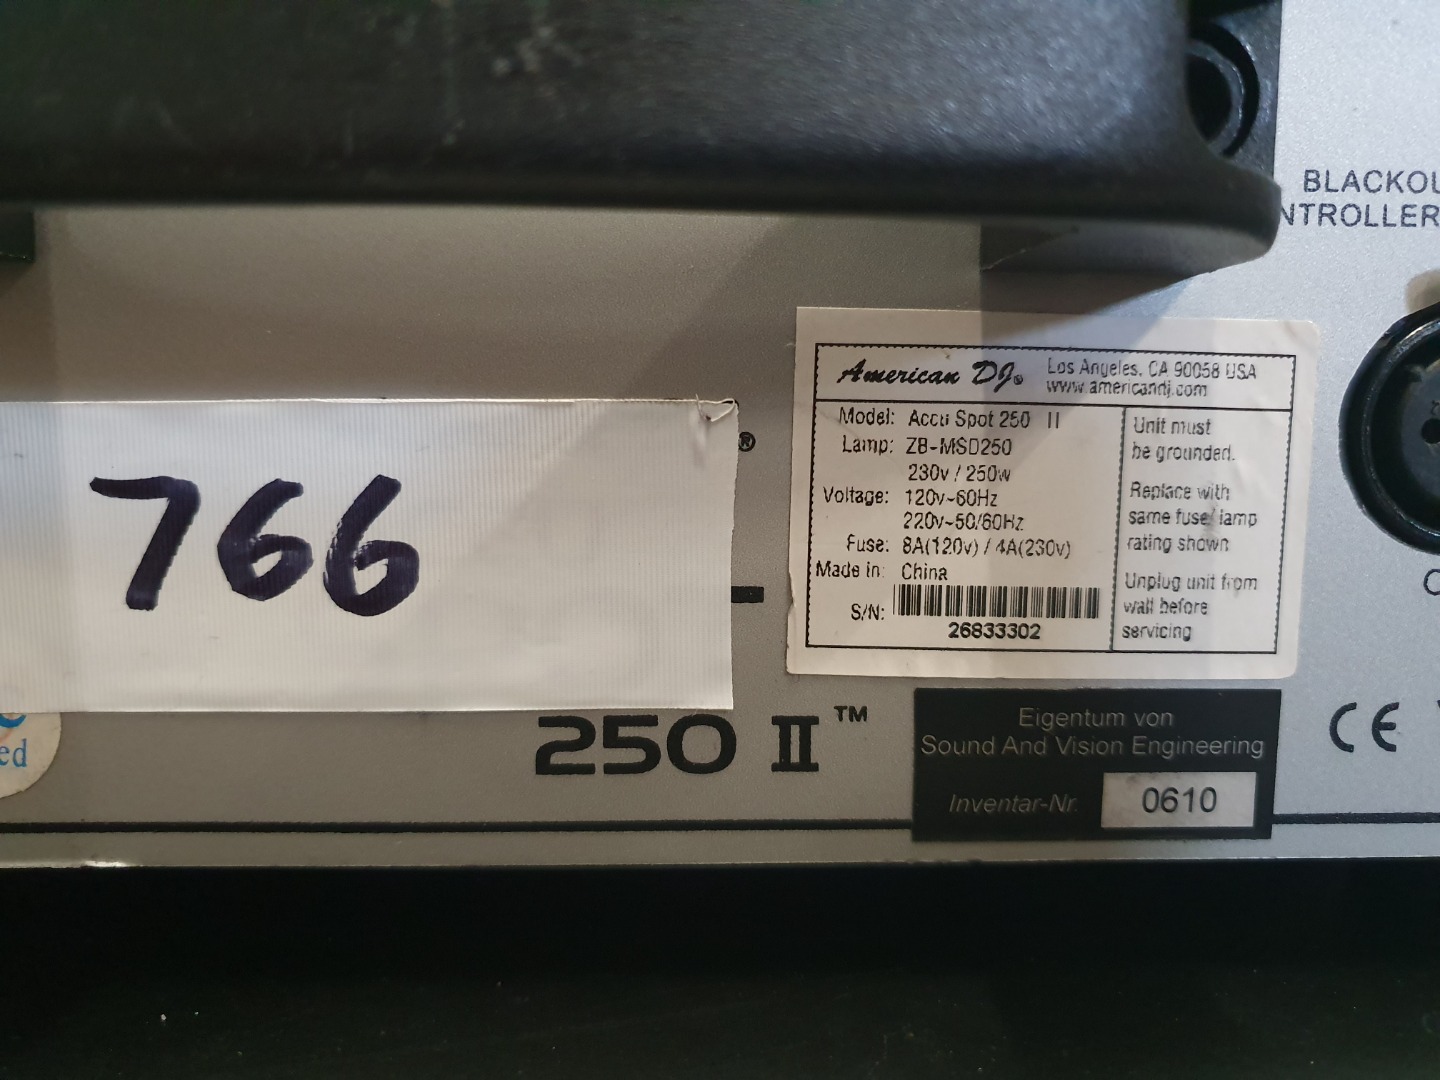 BLACKOU
NTROLLER
American DJ® Los Angeles, CA 90058 USA
www.americandj.com
Model: Accu Spot 250 II
Lamp: ZB-MSD250
230v / 250w
Voltage: 120v~60Hz
220v~50/60Hz
Fuse: 8A(120v) / 4A(230v)
Made in: China
S/N:
26833302
Unit must
be grounded.
Replace with
same fuse/ lamp
rating shown
Unplug unit from
wall before
servicing
®
766
ed
250 II™
Eigentum von
Sound And Vision Engineering
Inventar-Nr. 0610
CE